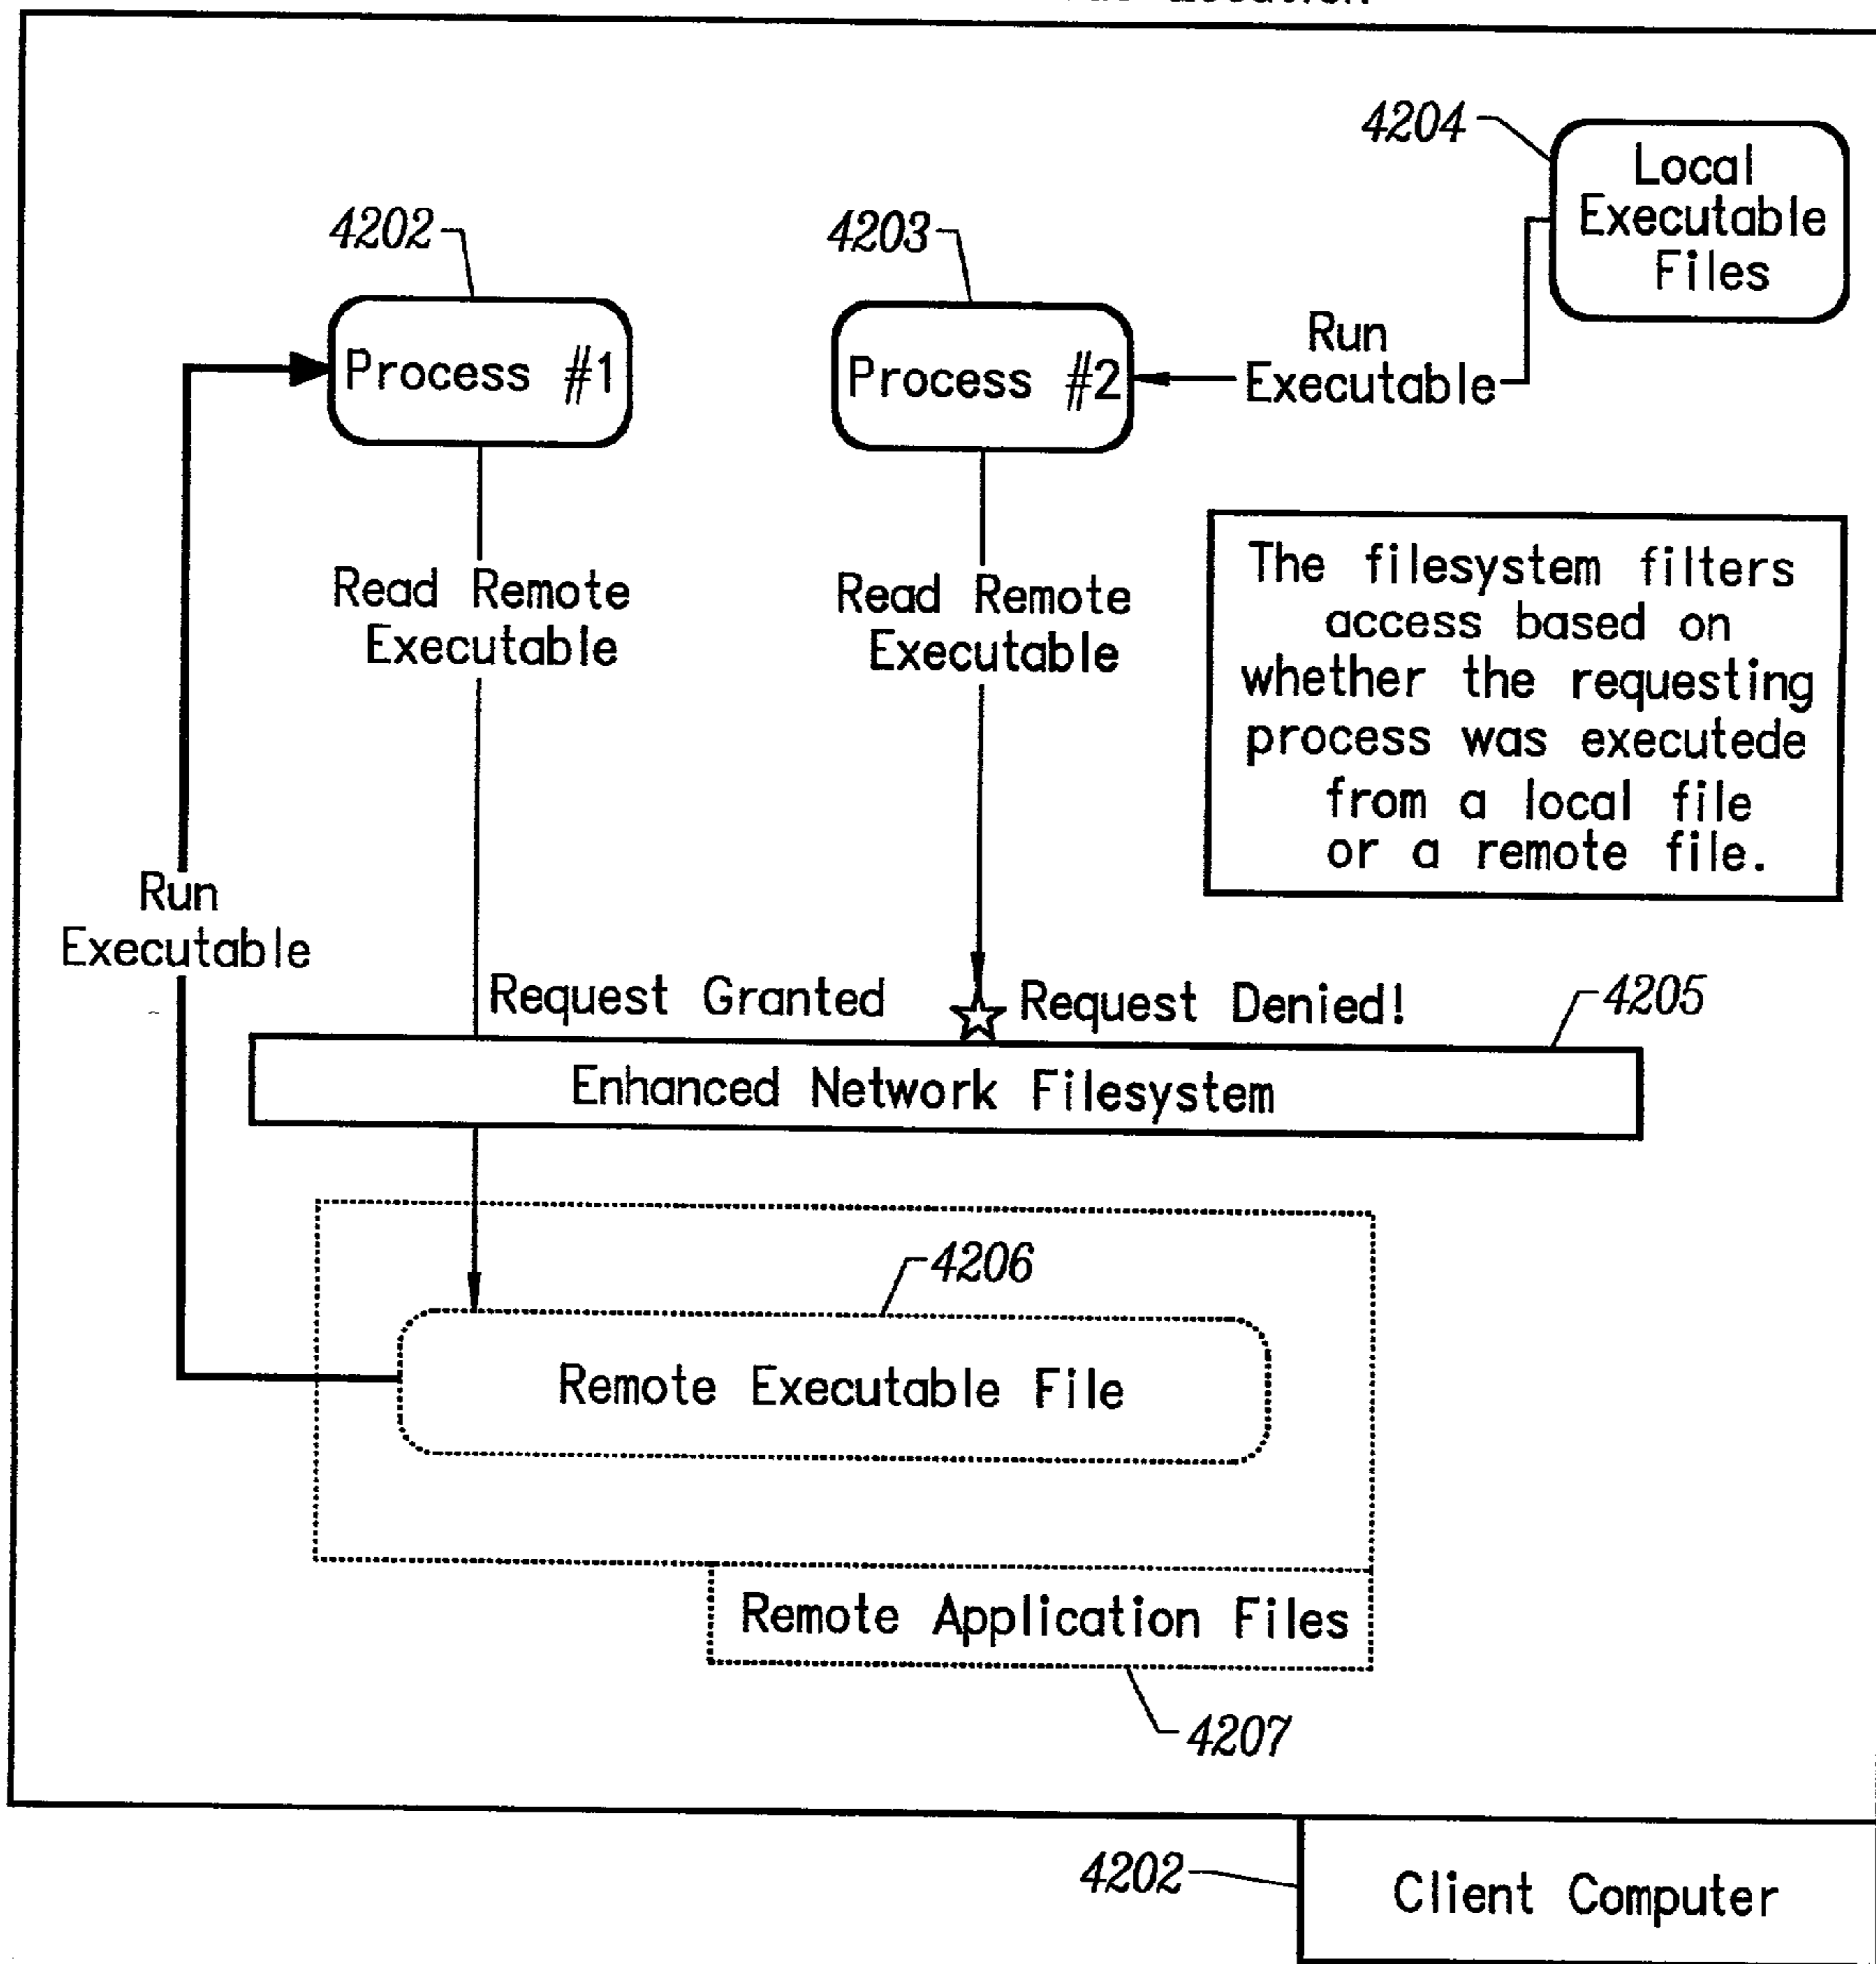 4204
Local
Executable
Files
4202
4203
Process #1
Process #2
Run
Executable
Read Remote
Executable
Read Remote
Executable
The filesystem filters
access based on
whether the requesting
process was executede
from a local file
or a remote file.
Run
Executable
Request Granted
Request Denied!
4205
Enhanced Network Filesystem
4206
Remote Executable File
Remote Application Files
4207
4202
Client Computer